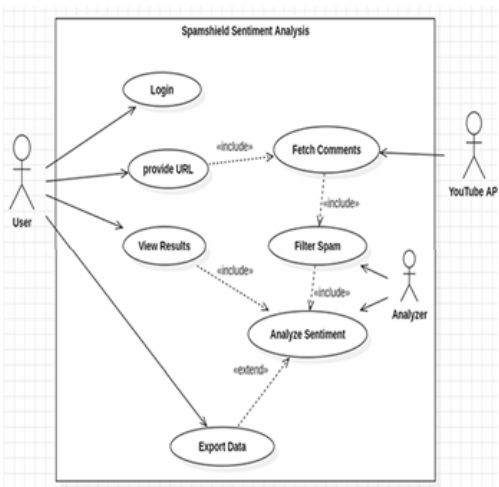 Spamshield Sentiment Analysis
Login
«include»
Fetch Comments
provide URL
YouTube AP
User
«include»
View Results
Filter Spam
«include»
«include»
Analyzer
Analyze Sentiment
«extend»
Export Data